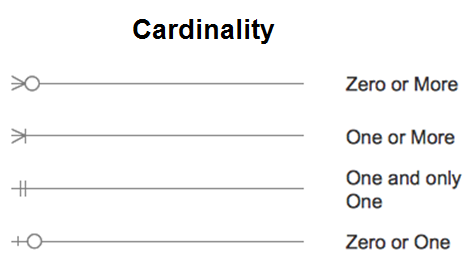 Cardinality
Zero or More
One or More
One and only
One
Zero or One